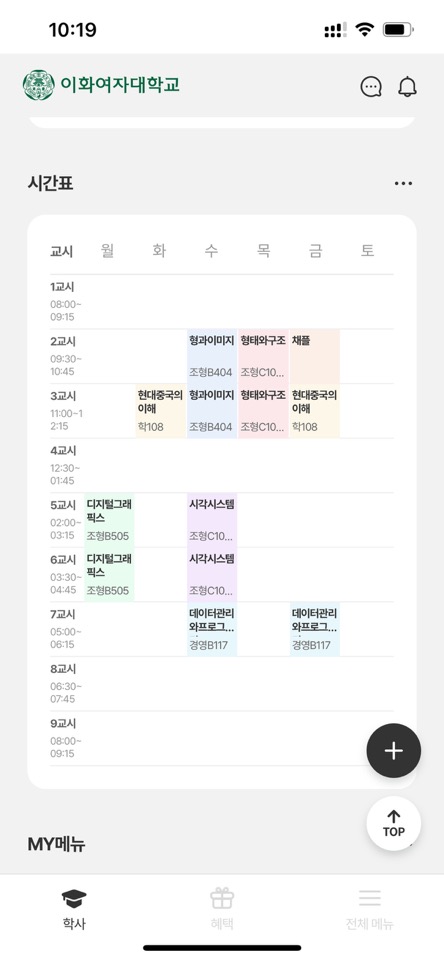 10:19
이화여자대학교
시간표
교시 월 화 수 목 금 토
1교시
08:00~
09:15
2교시
09:30~
10:45
형과이미지
조형B404
형태와구조
조형C10...
채플
3교시
11:00~1
2:15
현대중국의
이해
학108
형과이미지
조형B404
형태와구조
조형C10...
현대중국의
이해
학108
4교시
12:30~
01:45
5교시
02:00~
03:15
디지털그래
픽스
조형B505
시각시스템
조형C10...
6교시
03:30~
04:45
디지털그래
픽스
조형B505
시각시스템
조형C10...
7교시
05:00~
06:15
데이터관리
와프로그...
경영B117
데이터관리
와프로그...
경영B117
8교시
06:30~
07:45
9교시
08:00~
09:15
TOP
MY메뉴
학사
혜택
전체 메뉴